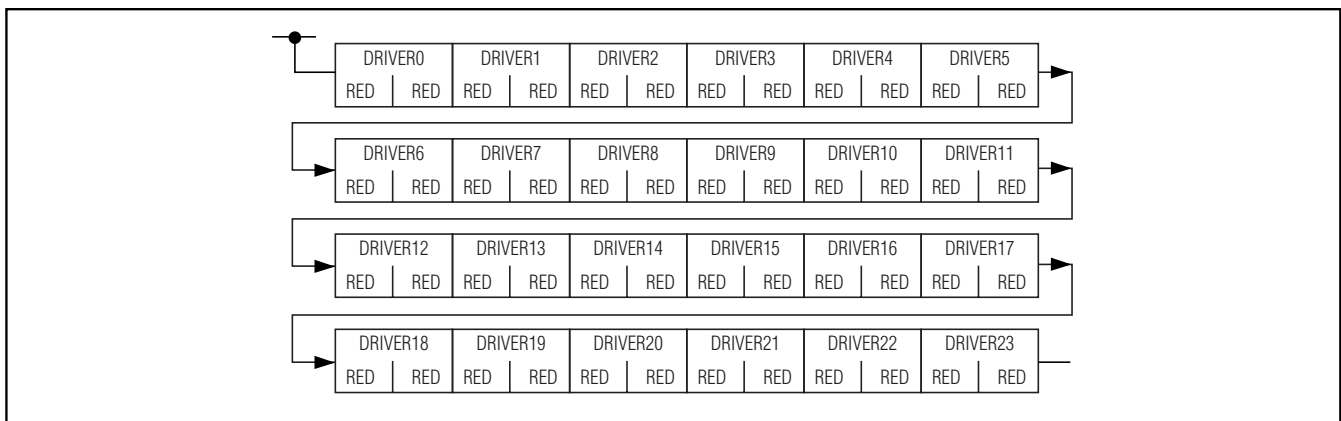 DRIVER0 DRIVER1 DRIVER2 DRIVER3 DRIVER4 DRIVER5
RED RED RED RED RED RED RED RED RED RED RED RED
DRIVER6 DRIVER7 DRIVER8 DRIVER9 DRIVER10 DRIVER11
RED RED RED RED RED RED RED RED RED RED RED RED
DRIVER12 DRIVER13 DRIVER14 DRIVER15 DRIVER16 DRIVER17
RED RED RED RED RED RED RED RED RED RED RED RED
DRIVER18 DRIVER19 DRIVER20 DRIVER21 DRIVER22 DRIVER23
RED RED RED RED RED RED RED RED RED RED RED RED